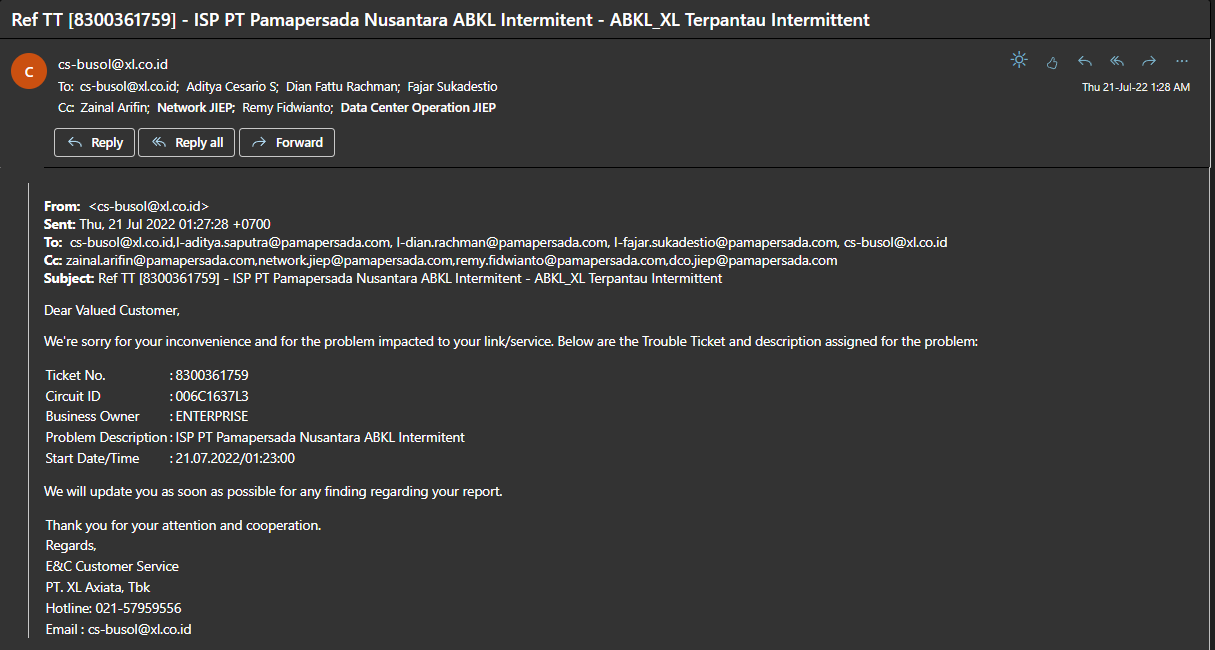 Ref TT [8300361759] - ISP PT Pamapersada Nusantara ABKL Intermitent - ABKL_XL Terpantau Intermittent
C
cs-busol@xl.co.id
To: cs-busol@xl.co.id; Aditya Cesario S; Dian Fattu Rachman; Fajar Sukadestio
Cc: Zainal Arifin; Network JIEP; Remy Fidwianto; Data Center Operation JIEP
Thu 21-Jul-22 1:28 AM
Reply Reply all Forward
From: <cs-busol@xl.co.id>
Sent: Thu, 21 Jul 2022 01:27:28 +0700
To: cs-busol@xl.co.id,I-aditya.saputra@pamapersada.com, I-dian.rachman@pamapersada.com, I-fajar.sukadestio@pamapersada.com, cs-busol@xl.co.id
Cc: zainal.arifin@pamapersada.com,network.jiep@pamapersada.com,remy.fidwianto@pamapersada.com,dco.jiep@pamapersada.com
Subject: Ref TT [8300361759] - ISP PT Pamapersada Nusantara ABKL Intermitent - ABKL_XL Terpantau Intermittent
Dear Valued Customer,
We're sorry for your inconvenience and for the problem impacted to your link/service. Below are the Trouble Ticket and description assigned for the problem:
Ticket No. : 8300361759
Circuit ID : 006C1637L3
Business Owner : ENTERPRISE
Problem Description : ISP PT Pamapersada Nusantara ABKL Intermitent
Start Date/Time : 21.07.2022/01:23:00
We will update you as soon as possible for any finding regarding your report.
Thank you for your attention and cooperation.
Regards,
E&C Customer Service
PT. XL Axiata, Tbk
Hotline: 021-57959556
Email : cs-busol@xl.co.id